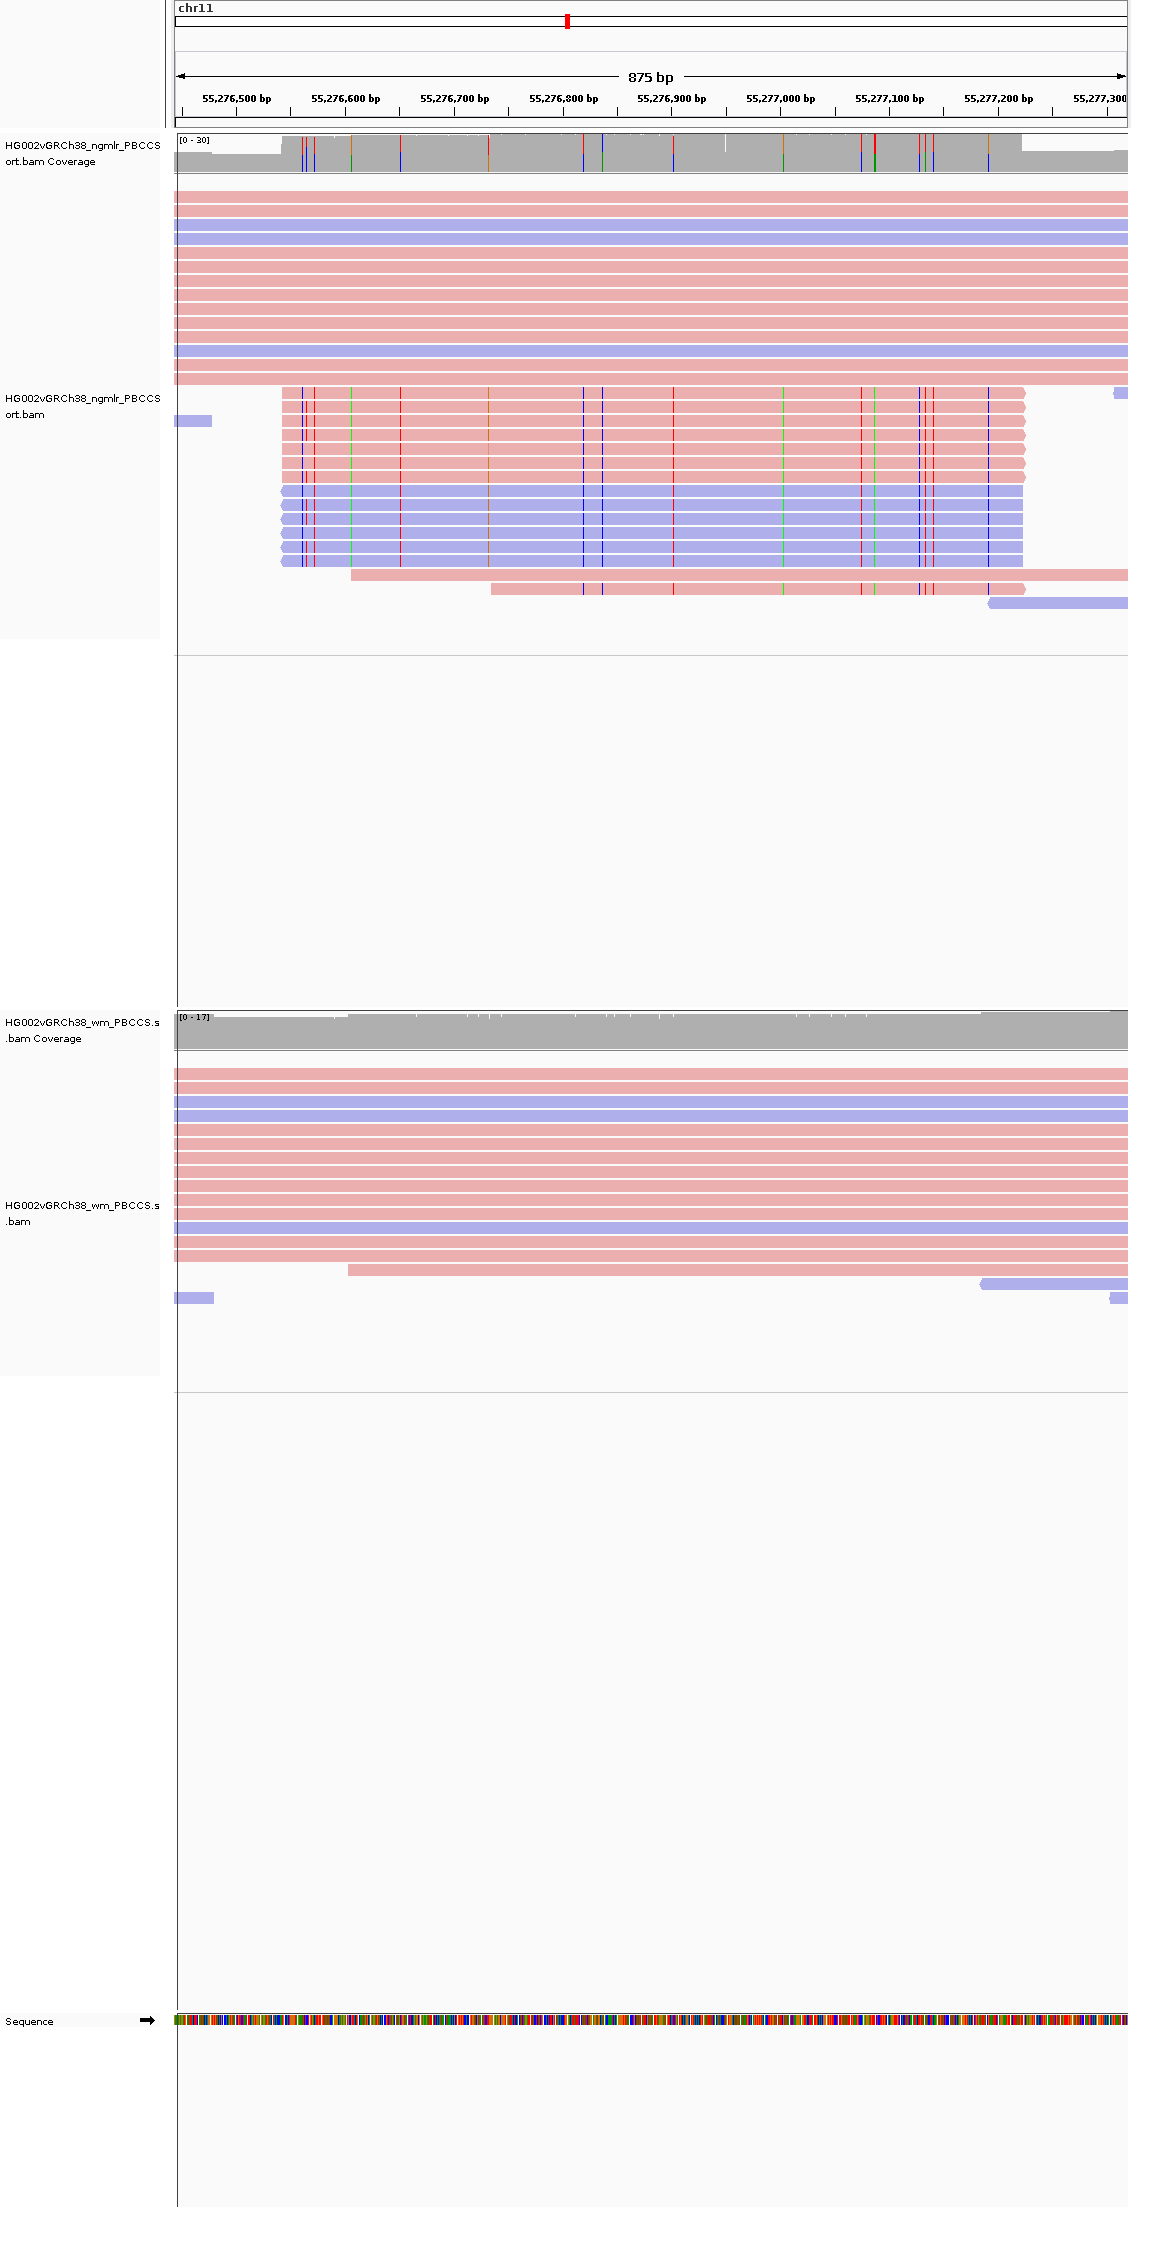 chr11
875 bp
55,276,500 bp 55,276,600 bp 55,276,700 bp 55,276,800 bp 55,276,900 bp 55,277,000 bp 55,277,100 bp 55,277,200 bp 55,277,300
HG002vGRCh38_ngmlr_PBCCS
ort.bam Coverage
[0 - 30]
HG002vGRCh38_ngmlr_PBCCS
ort.bam
HG002vGRCh38_wm_PBCCS.s
.bam Coverage
[0 - 17]
HG002vGRCh38_wm_PBCCS.s
.bam
Sequence